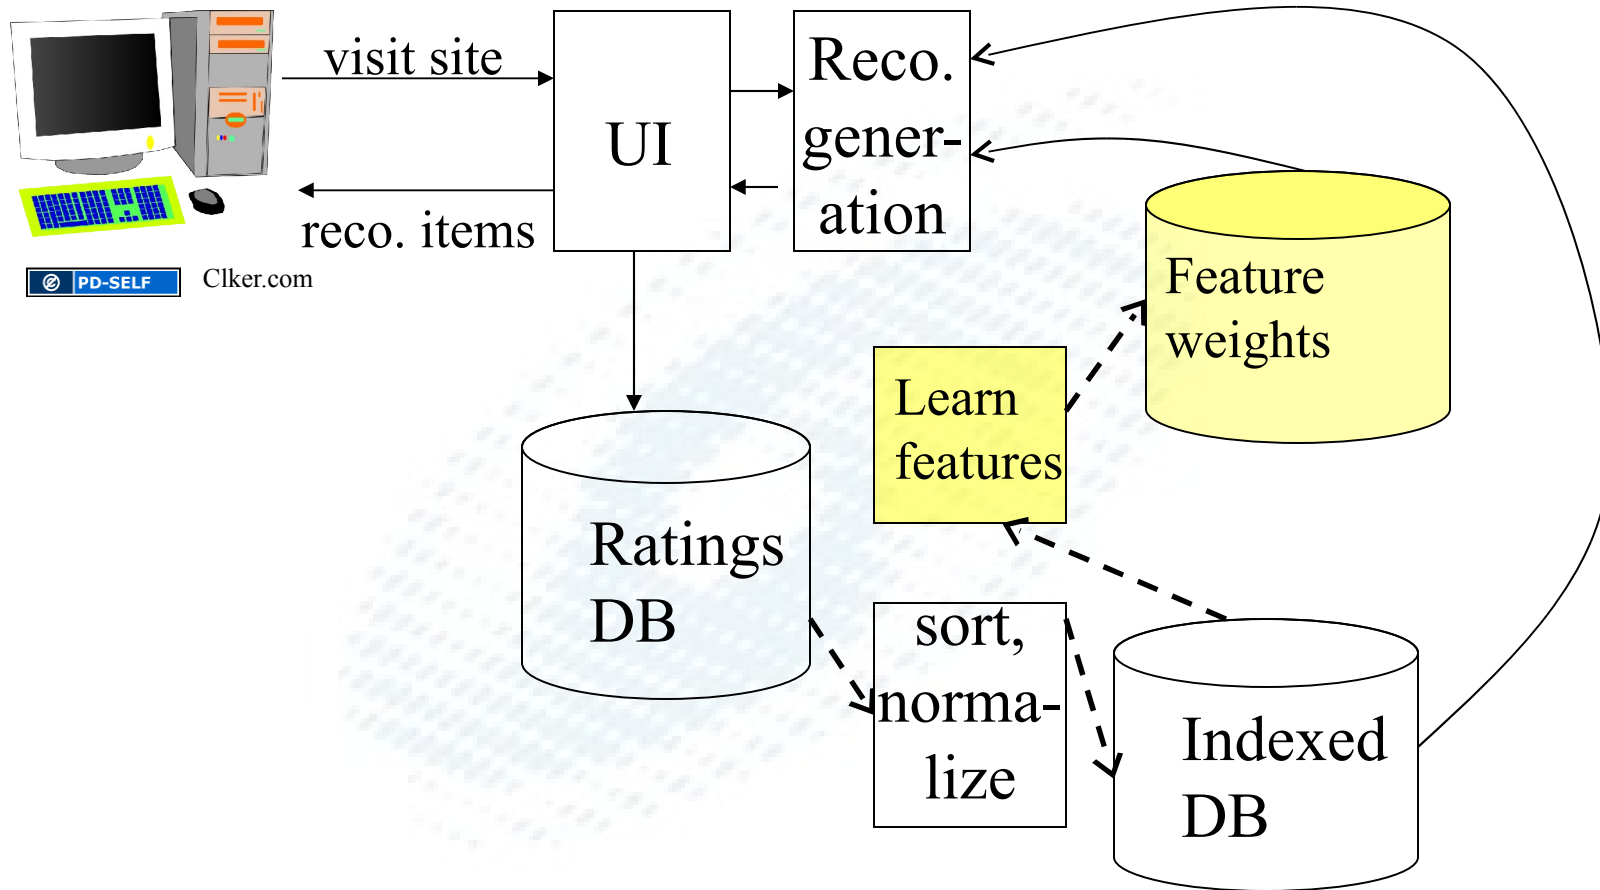 visit site
UI
Reco.
gener-
ation
reco. items
PD-SELF
Clker.com
Feature
weights
Learn
features
Ratings
DB
sort,
norma-
lize
Indexed
DB